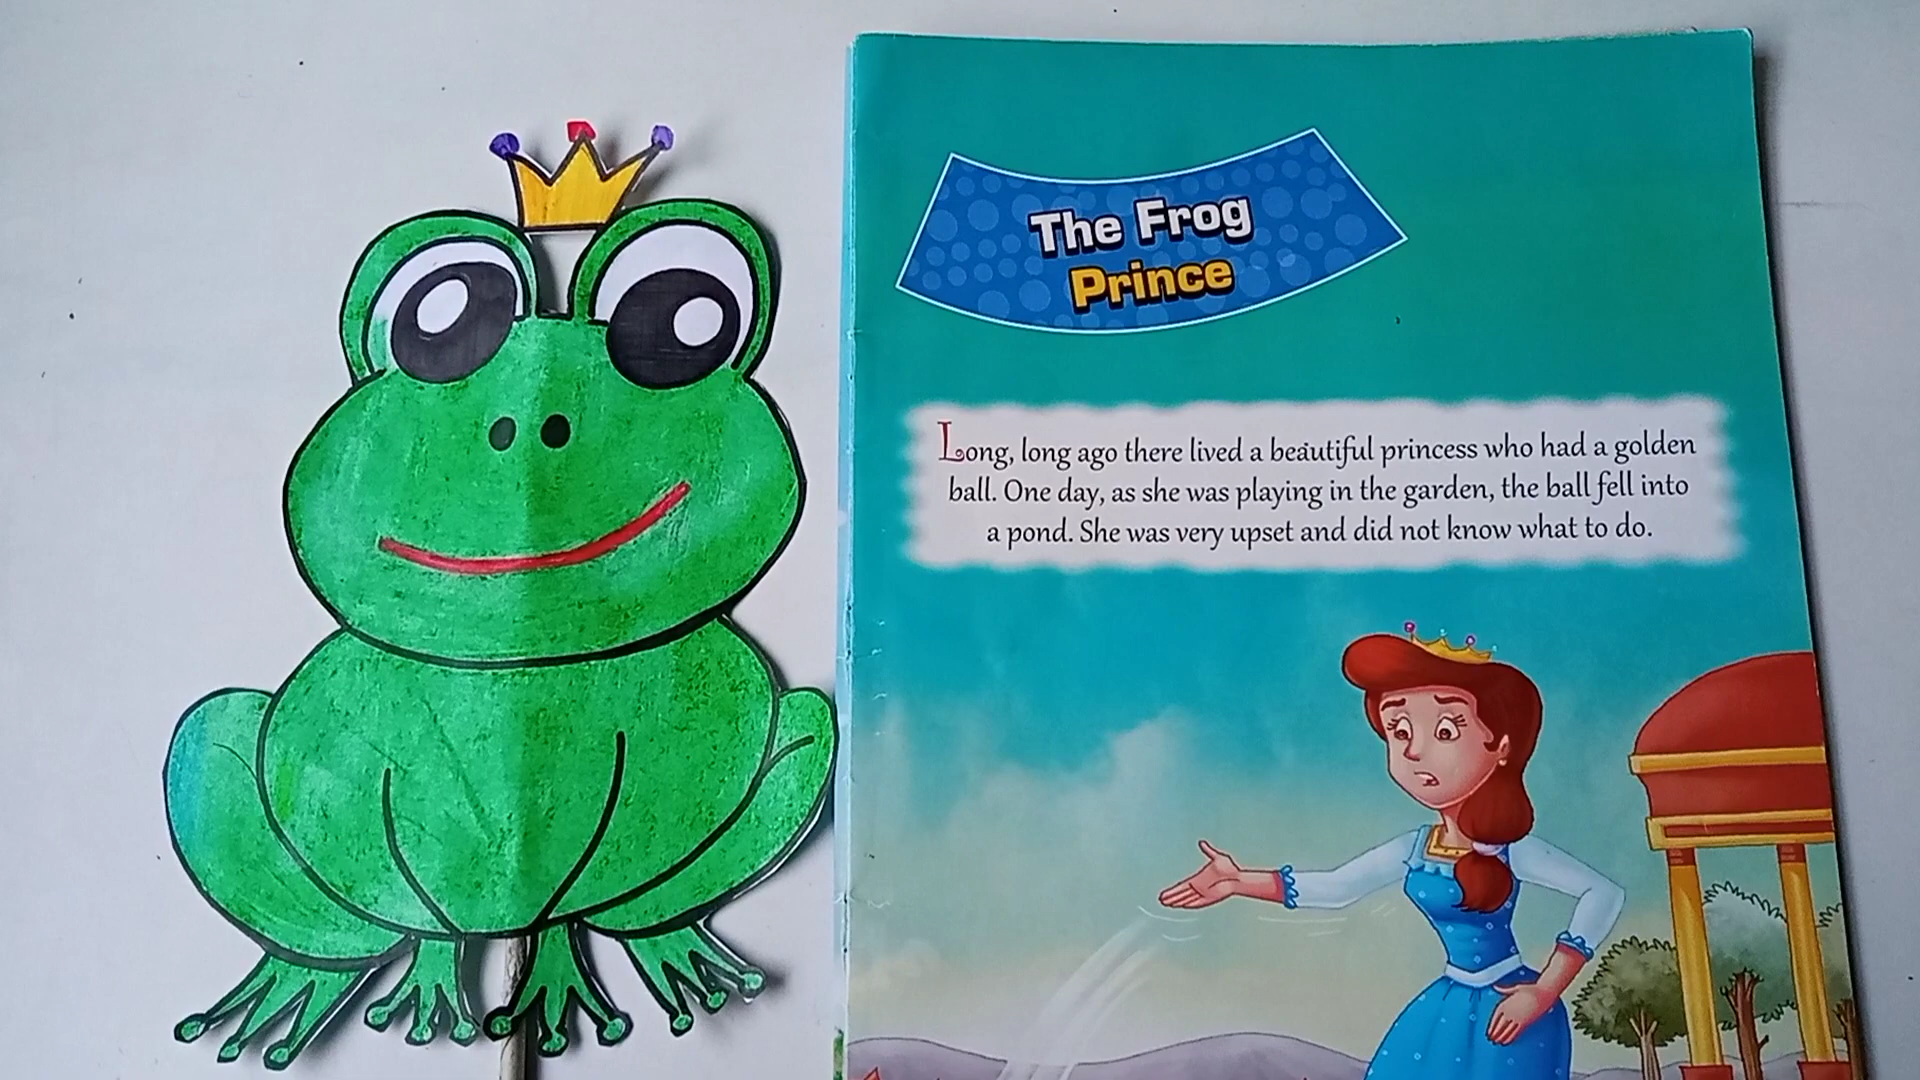 The Frog
Prince
Long, long ago there lived a beautiful princess who had a golden
ball. One day, as she was playing in the garden, the ball fell into
a pond. She was very upset and did not know what to do.